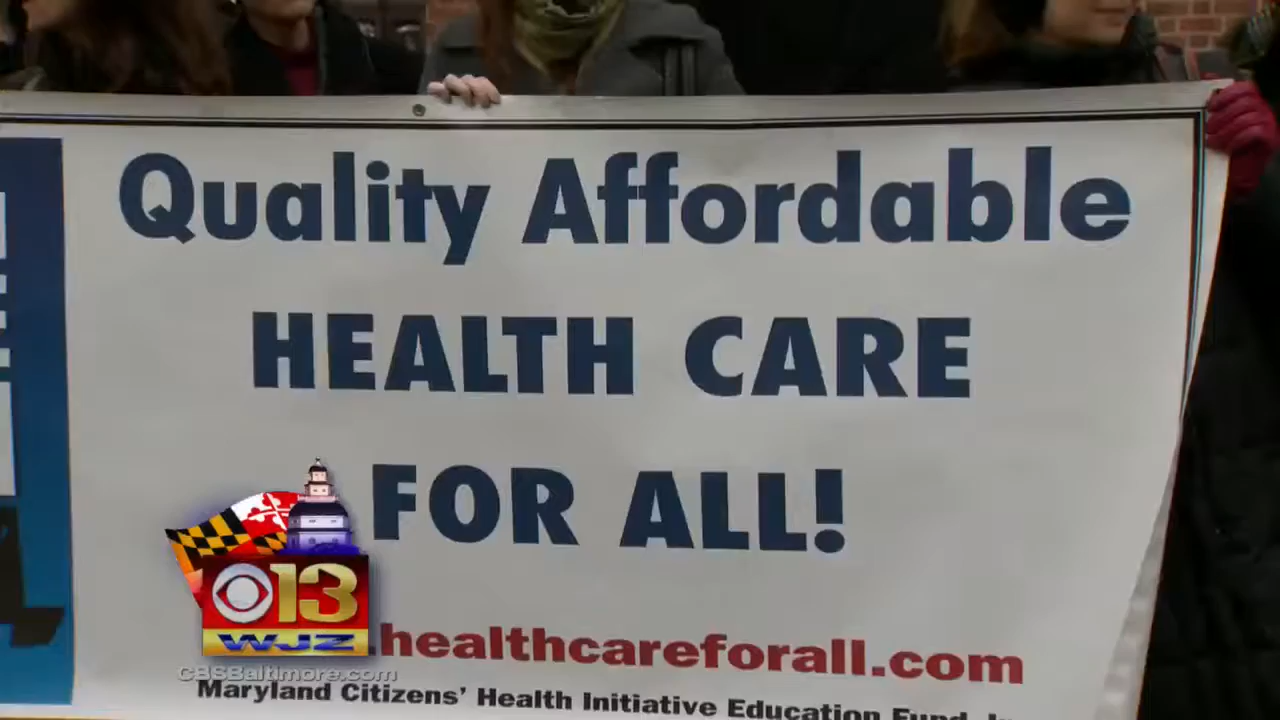 Quality Affordable
HEALTH CARE
FOR ALL!
.healthcareforall.com
Maryland Citizens' Health Initiative Education Fund,
13
WJZ
CBSBaltimore.com